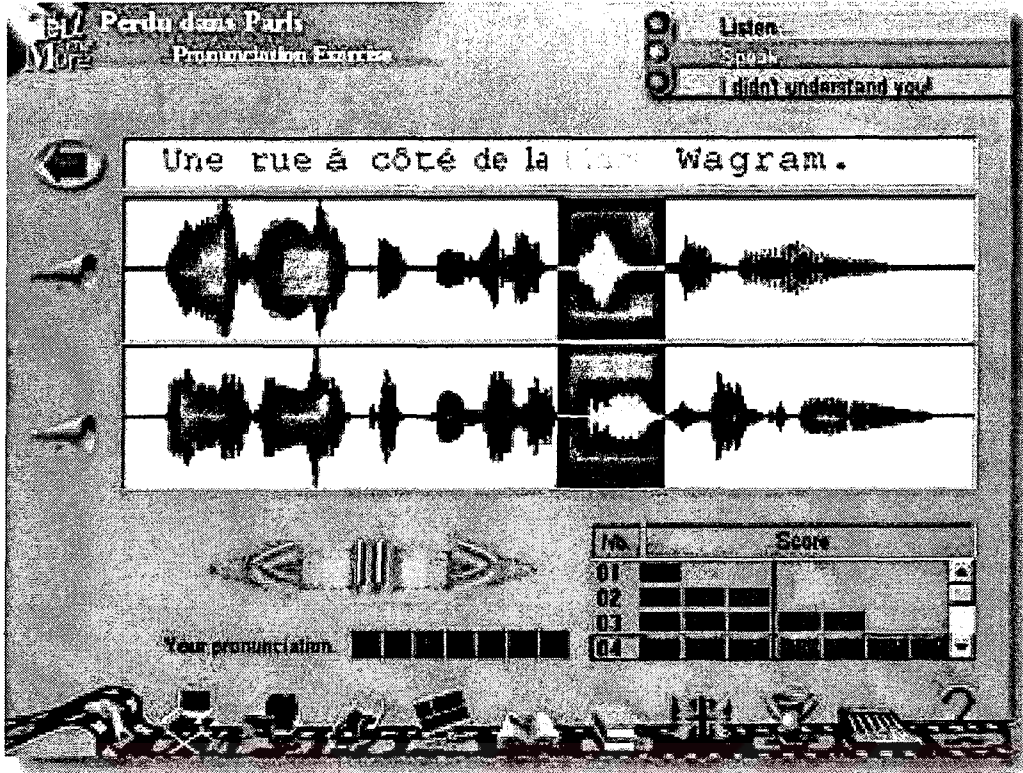 Tell me More
Perdu dans Paris
Pronunciation Exercise
Listen
Speak
I didn't understand you!
Une rue à côté de la Wagram.
No. Score
01
02
03
04
Your pronunciation